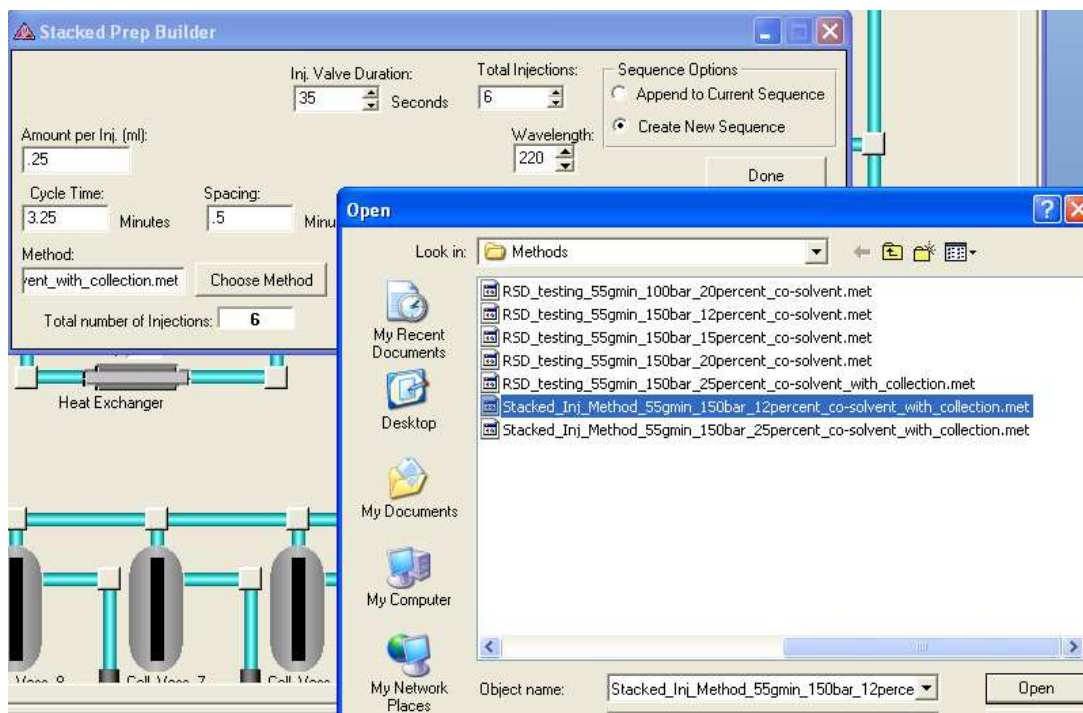 Stacked Prep Builder
Inj. Valve Duration:
35
Seconds
Total Injections:
6
Sequence Options
Append to Current Sequence
Create New Sequence
Amount per Inj. (ml):
.25
Wavelength:
220
Done
Cycle Time:
3.25
Minutes
Spacing:
.5
Minu
Method:
vent_with_collection.met
Choose Method
Total number of Injections:
6
Heat Exchanger
Open
Look in:
Methods
My Recent
Documents
Desktop
My Documents
My Computer
My Network
Places
RSD_testing_55gmin_100bar_20percent_co-solvent.met
RSD_testing_55gmin_150bar_12percent_co-solvent.met
RSD_testing_55gmin_150bar_15percent_co-solvent.met
RSD_testing_55gmin_150bar_20percent_co-solvent.met
RSD_testing_55gmin_150bar_25percent_co-solvent_with_collection.met
Stacked_Inj_Method_55gmin_150bar_12percent_co-solvent_with_collection.met
Stacked_Inj_Method_55gmin_150bar_25percent_co-solvent_with_collection.met
Object name:
Stacked_Inj_Method_55gmin_150bar_12perce
Open